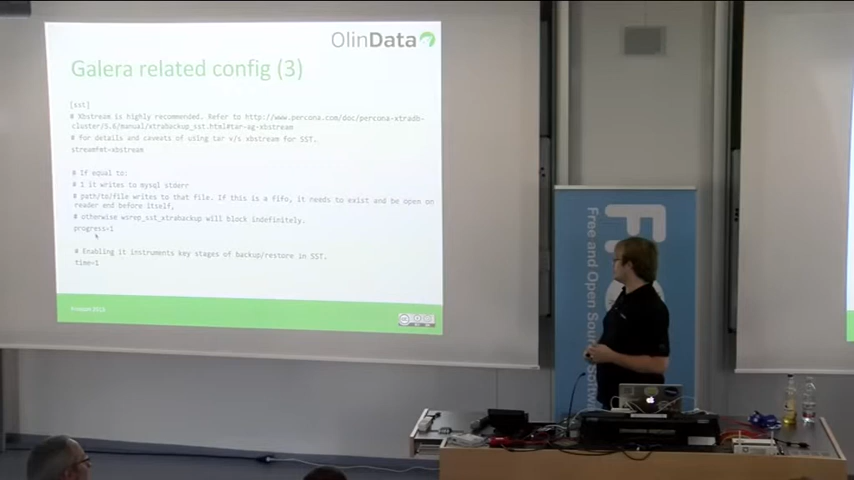 OlinData
Galera related config (3)
[sst]
# Xbstream is highly recommended. Refer to http://www.percona.com/doc/percona-xtradb-
cluster/5.6/manual/xtrabackup_sst.html#tar-ag-xbstream
# For details and caveats of using tar v/s xbstream for SST.
streamfmt=xbstream
# If equal to:
# 1 it writes to mysql stderr
# path/to/file writes to that file. If this is a fifo, it needs to exist and be open on
reader end before itself,
# otherwise wsrep_sst_xtrabackup will block indefinitely.
progress=1
# Enabling it instruments key stages of backup/restore in SST.
time=1
Free and Open Source Softw